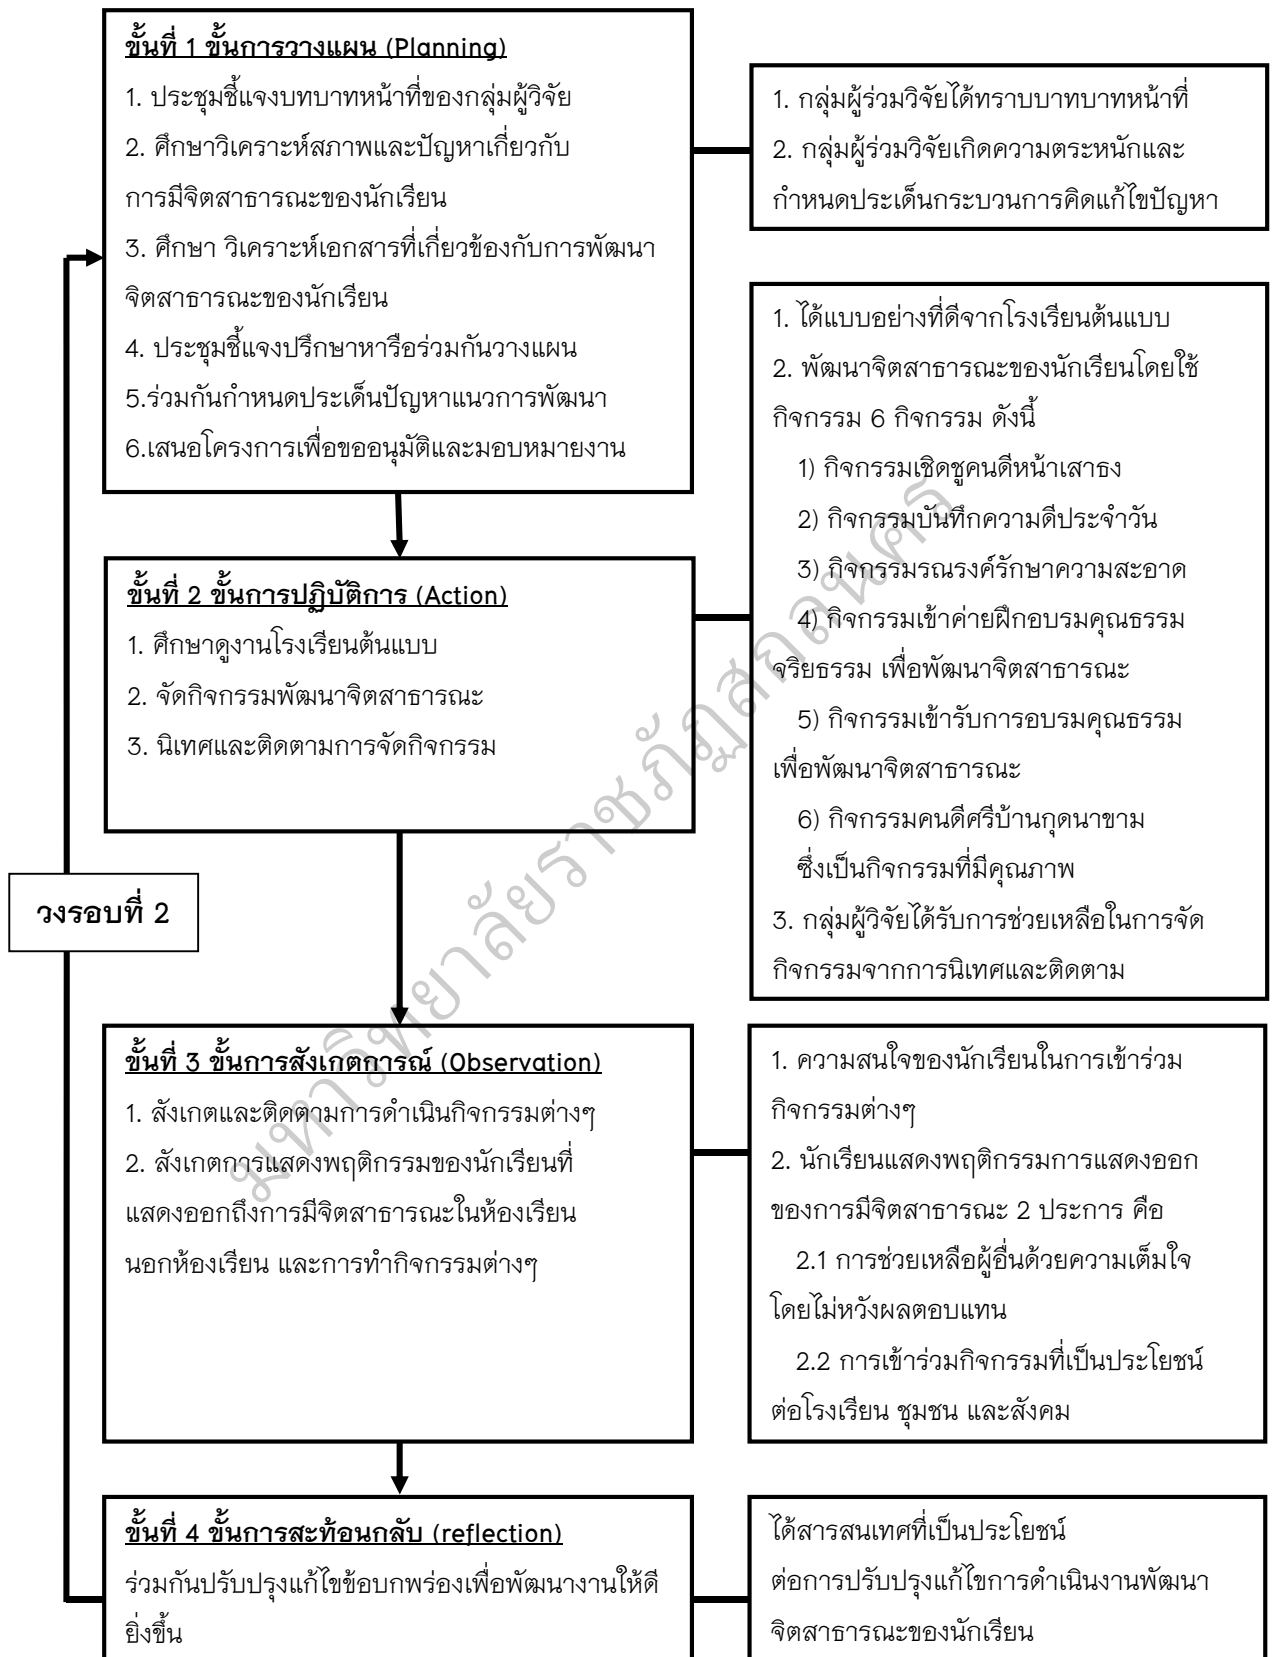 ขั้นที่ 1 ขั้นการวางแผน (Planning)
1. ประชุมชี้แจงบทบาทหน้าที่ของกลุ่มผู้วิจัย
2. ศึกษาวิเคราะห์สภาพและปัญหาเกี่ยวกับ
การมีจิตสาธารณะของนักเรียน
3. ศึกษา วิเคราะห์เอกสารที่เกี่ยวข้องกับการพัฒนา
จิตสาธารณะของนักเรียน
4. ประชุมชี้แจงปรึกษาหารือร่วมกันวางแผน
5.ร่วมกันกำหนดประเด็นปัญหาแนวการพัฒนา
6.เสนอโครงการเพื่อขออนุมัติและมอบหมายงาน
1. กลุ่มผู้ร่วมวิจัยได้ทราบบาทบาทหน้าที่
2. กลุ่มผู้ร่วมวิจัยเกิดความตระหนักและ
กำหนดประเด็นกระบวนการคิดแก้ไขปัญหา
ขั้นที่ 2 ขั้นการปฏิบัติการ (Action)
1. ศึกษาดูงานโรงเรียนต้นแบบ
2. จัดกิจกรรมพัฒนาจิตสาธารณะ
3. นิเทศและติดตามการจัดกิจกรรม
1. ได้แบบอย่างที่ดีจากโรงเรียนต้นแบบ
2. พัฒนาจิตสาธารณะของนักเรียนโดยใช้
กิจกรรม 6 กิจกรรม ดังนี้
1) กิจกรรมเชิดชูคนดีหน้าเสาธง
2) กิจกรรมบันทึกความดีประจำวัน
3) กิจกรรมรณรงค์รักษาความสะอาด
4) กิจกรรมเข้าค่ายฝึกอบรมคุณธรรม
จริยธรรม เพื่อพัฒนาจิตสาธารณะ
5) กิจกรรมเข้ารับการอบรมคุณธรรม
เพื่อพัฒนาจิตสาธารณะ
6) กิจกรรมคนดีศรีบ้านกุดนาขาม
ซึ่งเป็นกิจกรรมที่มีคุณภาพ
3. กลุ่มผู้วิจัยได้รับการช่วยเหลือในการจัด
กิจกรรมจากการนิเทศและติดตาม
วงรอบที่ 2
ขั้นที่ 3 ขั้นการสังเกตการณ์ (Observation)
1. สังเกตและติดตามการดำเนินกิจกรรมต่างๆ
2. สังเกตการแสดงพฤติกรรมของนักเรียนที่
แสดงออกถึงการมีจิตสาธารณะในห้องเรียน
นอกห้องเรียน และการทำกิจกรรมต่างๆ
1. ความสนใจของนักเรียนในการเข้าร่วม
กิจกรรมต่างๆ
2. นักเรียนแสดงพฤติกรรมการแสดงออก
ของการมีจิตสาธารณะ 2 ประการ คือ
2.1 การช่วยเหลือผู้อื่นด้วยความเต็มใจ
โดยไม่หวังผลตอบแทน
2.2 การเข้าร่วมกิจกรรมที่เป็นประโยชน์
ต่อโรงเรียน ชุมชน และสังคม
ขั้นที่ 4 ขั้นการสะท้อนกลับ (reflection)
ร่วมกันปรับปรุงแก้ไขข้อบกพร่องเพื่อพัฒนางานให้ดี
ยิ่งขึ้น
ได้สารสนเทศที่เป็นประโยชน์
ต่อการปรับปรุงแก้ไขการดำเนินงานพัฒนา
จิตสาธารณะของนักเรียน
มหาวิทยาลัยราชภัฏสกลนคร